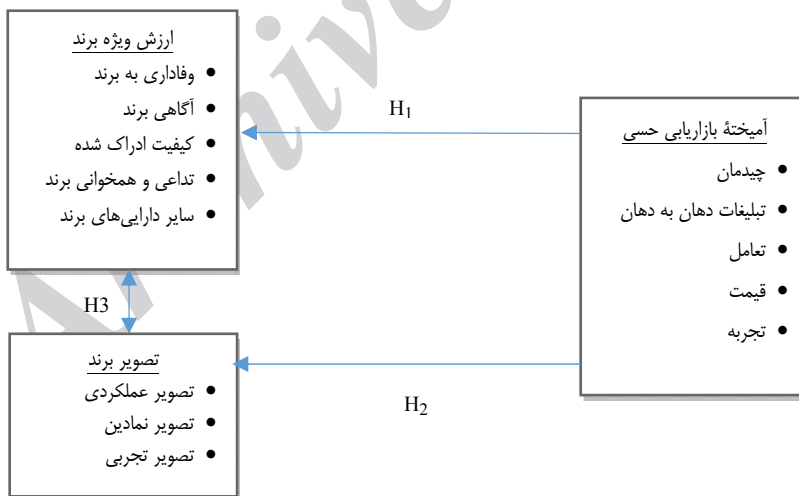 ارزش ویژه برند
وفاداری به برند
آگاهی برند
کیفیت ادراک شده
تداعی و همخوانی برند
سایر دارایی‌های برند
H1
آمیختهٔ بازاریابی حسی
چیدمان
تبلیغات دهان به دهان
تعامل
قیمت
تجربه
H3
تصویر برند
تصویر عملکردی
تصویر نمادین
تصویر تجربی
H2